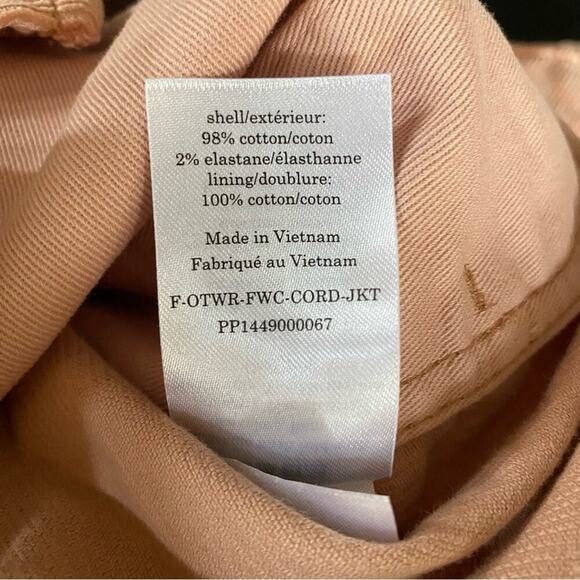 shell/extérieur:
98% cotton/coton
2% elastane/élasthanne
lining/doublure:
100% cotton/coton
Made in Vietnam
Fabriqué au Vietnam
F-OTWR-FWC-CORD-JKT
PP1449000067